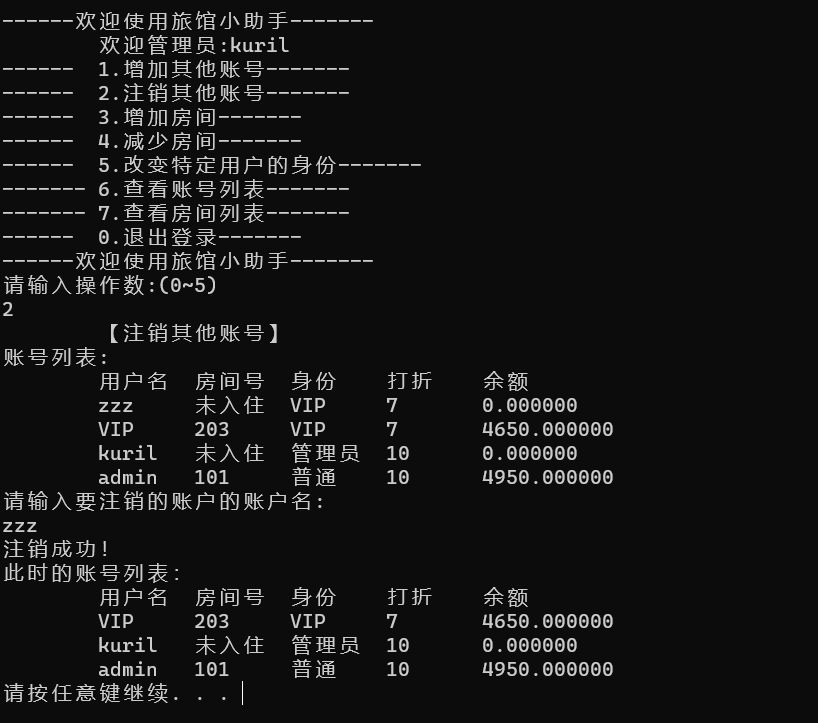 ------欢迎使用旅馆小助手-------
        欢迎管理员:kuril
------  1.增加其他账号-------
------  2.注销其他账号-------
------  3.增加房间-------
------  4.减少房间-------
------  5.改变特定用户的身份-------
------- 6.查看账号列表-------
------- 7.查看房间列表-------
------  0.退出登录-------
------欢迎使用旅馆小助手-------
请输入操作数:(0~5)
2
        【注销其他账号】
账号列表:
        用户名  房间号  身份    打折    余额
        zzz     未入住  VIP     7       0.000000
        VIP     203     VIP     7       4650.000000
        kuril   未入住  管理员  10      0.000000
        admin   101     普通    10      4950.000000
请输入要注销的账户的账户名:
zzz
注销成功!
此时的账号列表:
        用户名  房间号  身份    打折    余额
        VIP     203     VIP     7       4650.000000
        kuril   未入住  管理员  10      0.000000
        admin   101     普通    10      4950.000000
请按任意键继续. . .